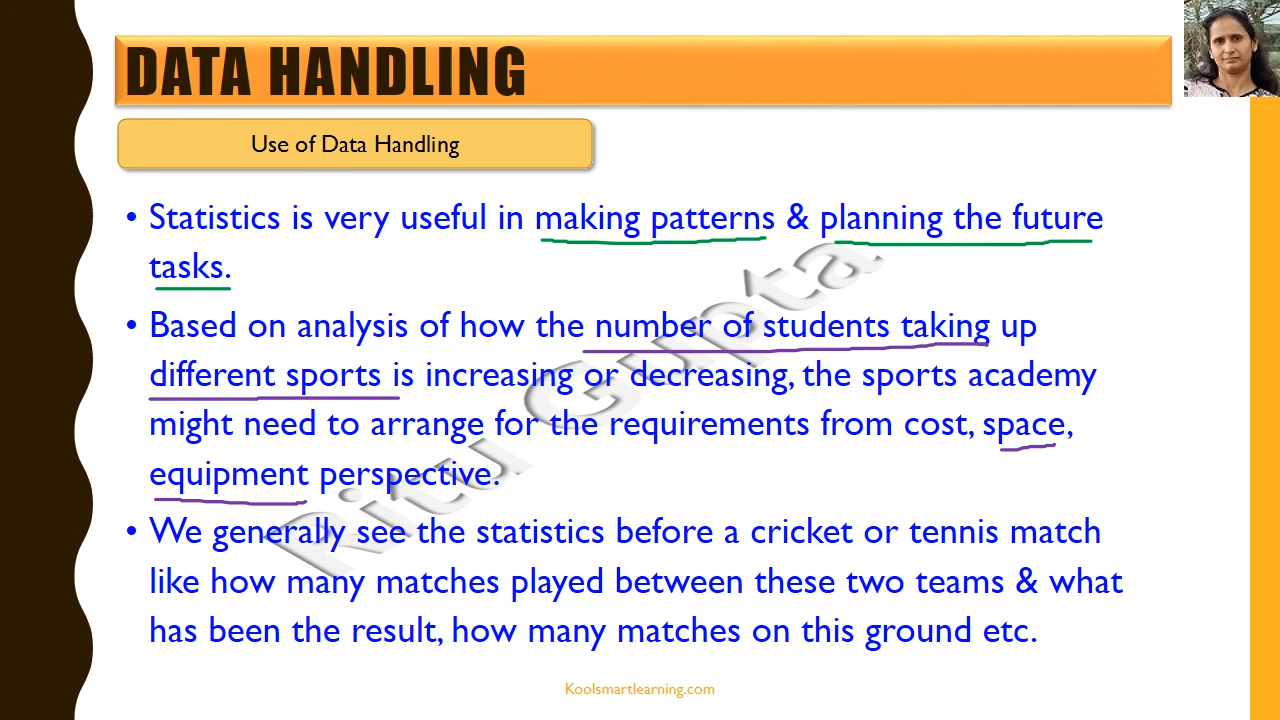 DATA HANDLING
Use of Data Handling
• Statistics is very useful in making patterns & planning the future
tasks.
• Based on analysis of how the number of students taking up
different sports is increasing or decreasing, the sports academy
might need to arrange for the requirements from cost, space,
equipment perspective.
• We generally see the statistics before a cricket or tennis match
like how many matches played between these two teams & what
has been the result, how many matches on this ground etc.
Ritu Gupta
Koolsmartlearning.com